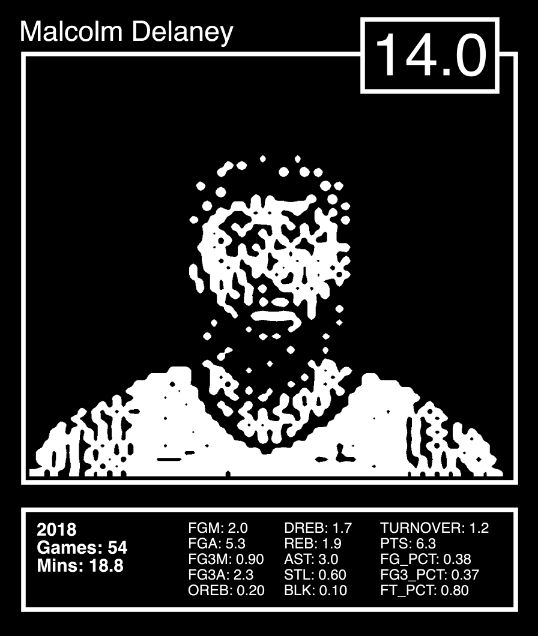 Malcolm Delaney
14.0
2018
Games: 54
Mins: 18.8
FGM: 2.0
FGA: 5.3
FG3M: 0.90
FG3A: 2.3
OREB: 0.20
DREB: 1.7
REB: 1.9
AST: 3.0
STL: 0.60
BLK: 0.10
TURNOVER: 1.2
PTS: 6.3
FG_PCT: 0.38
FG3_PCT: 0.37
FT_PCT: 0.80